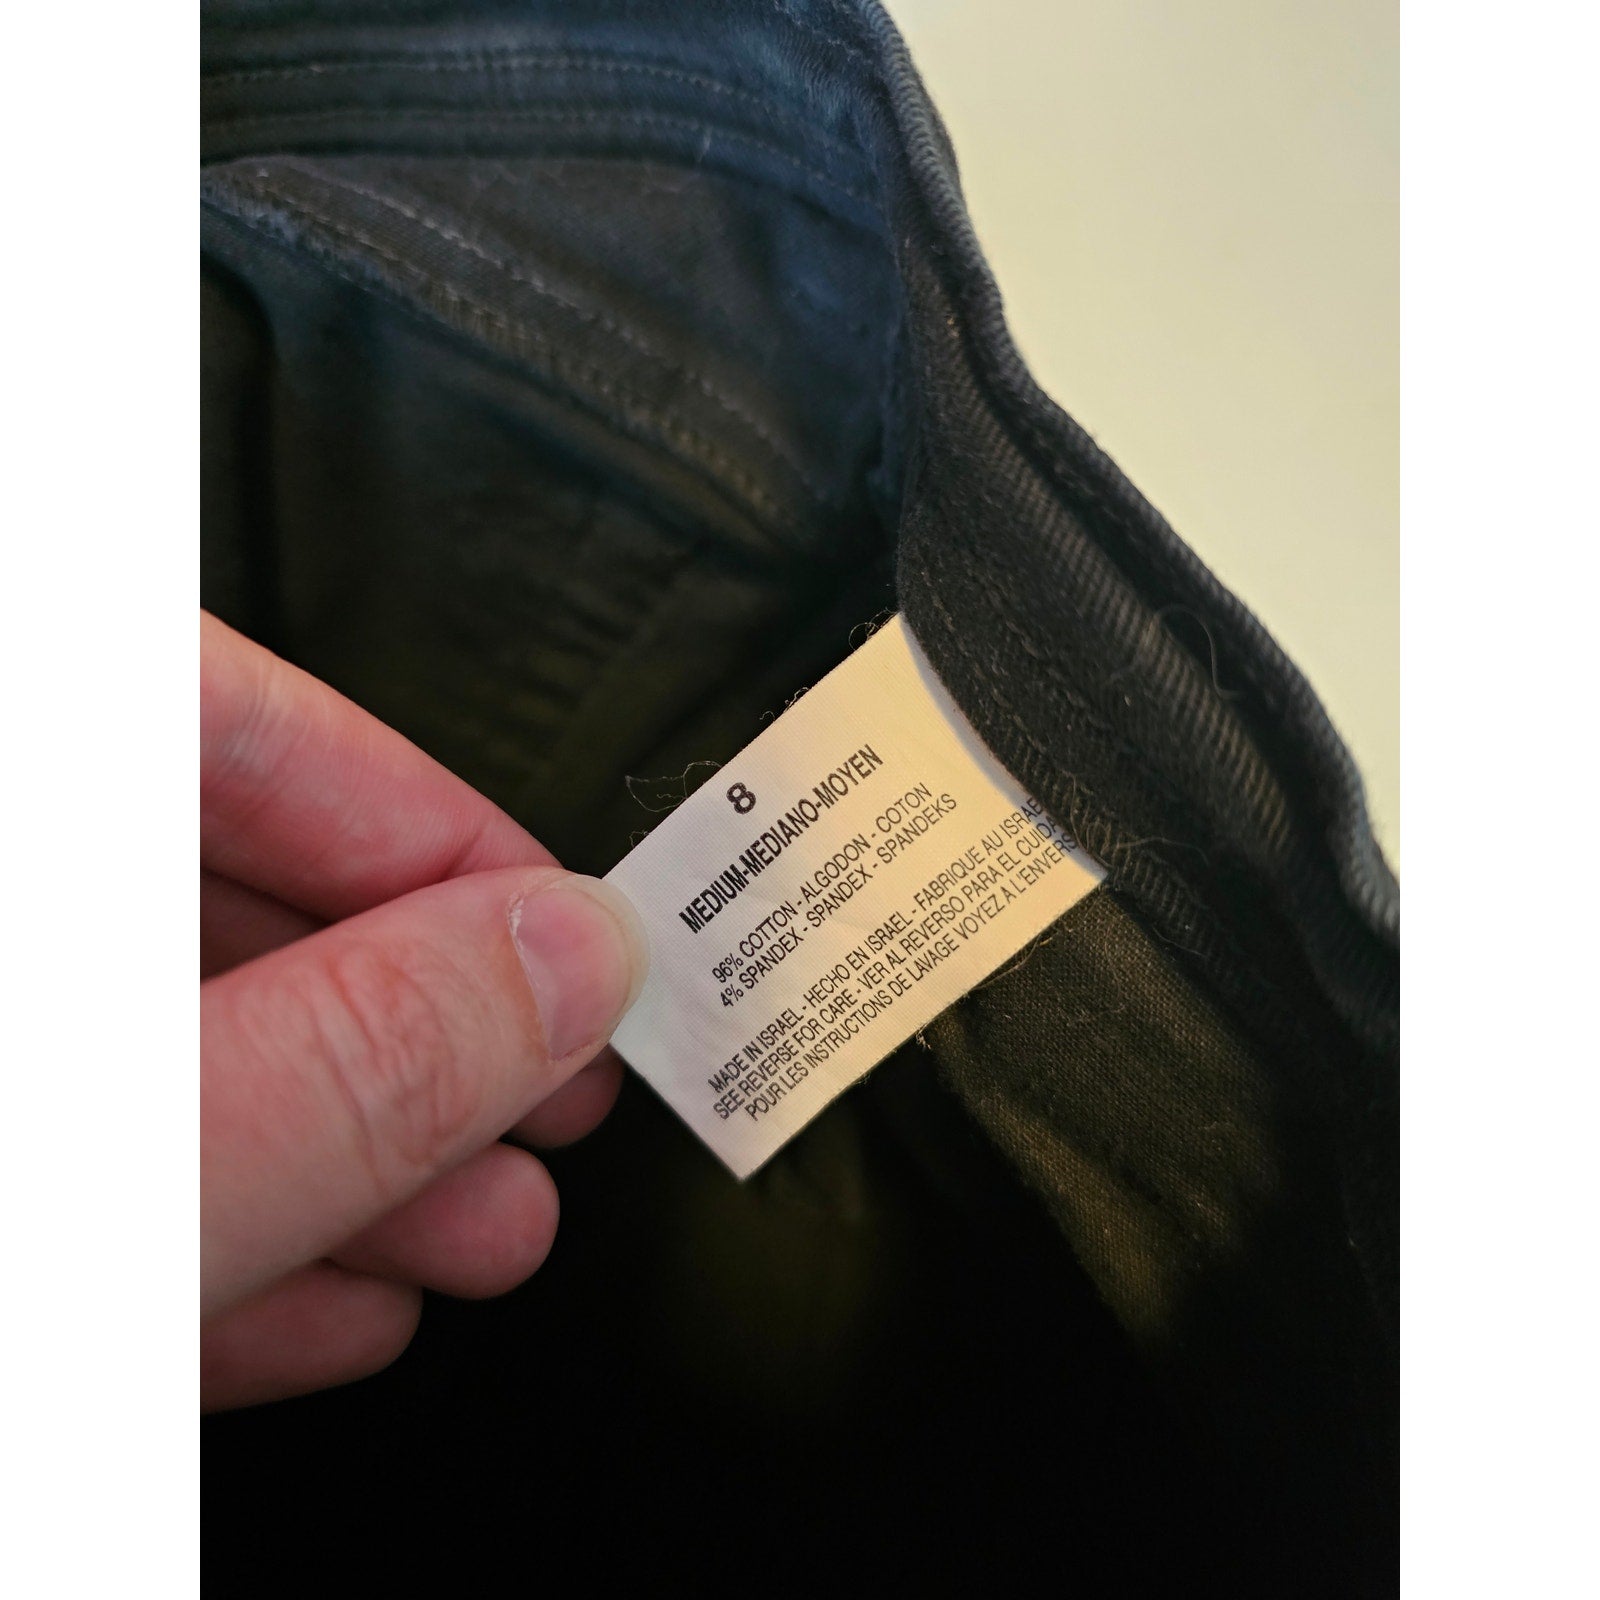 8
MEDIUM-MEDIANO-MOYEN
96% COTTON - ALGODON - COTON
4% SPANDEX - SPANDEX - SPANDEKS
MADE IN ISRAEL - HECHO EN ISRAEL - FABRIQUE AU ISRAE
SEE REVERSE FOR CARE - VER AL REVERSO PARA EL CUIDA
POUR LES INSTRUCTIONS DE LAVAGE VOYEZ A L'ENVERS